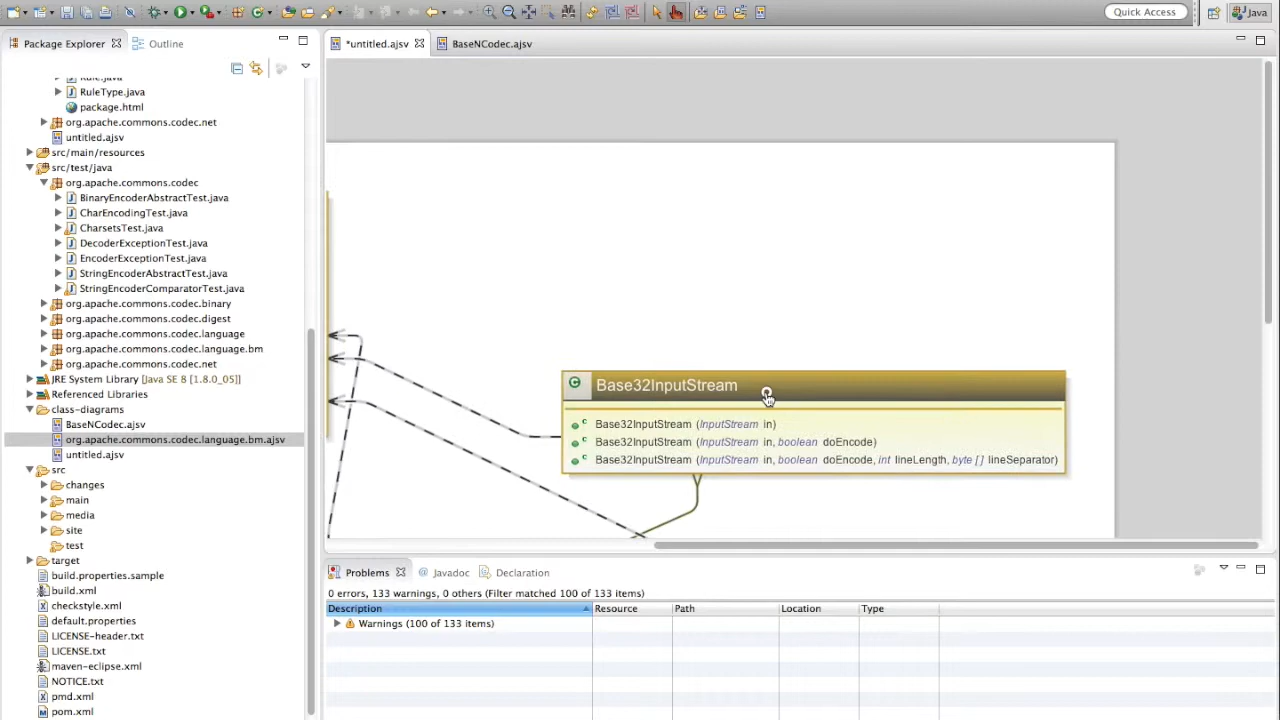 Quick Access
Java
Package Explorer
Outline
*untitled.ajsv
BaseNCodec.ajsv
Rule.java
RuleType.java
package.html
org.apache.commons.codec.net
untitled.ajsv
src/main/resources
src/test/java
org.apache.commons.codec
BinaryEncoderAbstractTest.java
CharEncodingTest.java
CharsetsTest.java
DecoderExceptionTest.java
EncoderExceptionTest.java
StringEncoderAbstractTest.java
StringEncoderComparatorTest.java
org.apache.commons.codec.binary
org.apache.commons.codec.digest
org.apache.commons.codec.language
org.apache.commons.codec.language.bm
org.apache.commons.codec.net
JRE System Library [Java SE 8 [1.8.0_05]]
Referenced Libraries
class-diagrams
BaseNCodec.ajsv
org.apache.commons.codec.language.bm.ajsv
untitled.ajsv
src
changes
main
media
site
test
target
build.properties.sample
build.xml
checkstyle.xml
default.properties
LICENSE-header.txt
LICENSE.txt
maven-eclipse.xml
NOTICE.txt
pmd.xml
pom.xml
Base32InputStream
Base32InputStream (InputStream in)
Base32InputStream (InputStream in, boolean doEncode)
Base32InputStream (InputStream in, boolean doEncode, int lineLength, byte [] lineSeparator)
Problems
@ Javadoc
Declaration
0 errors, 133 warnings, 0 others (Filter matched 100 of 133 items)
Description Resource Path Location Type
Warnings (100 of 133 items)